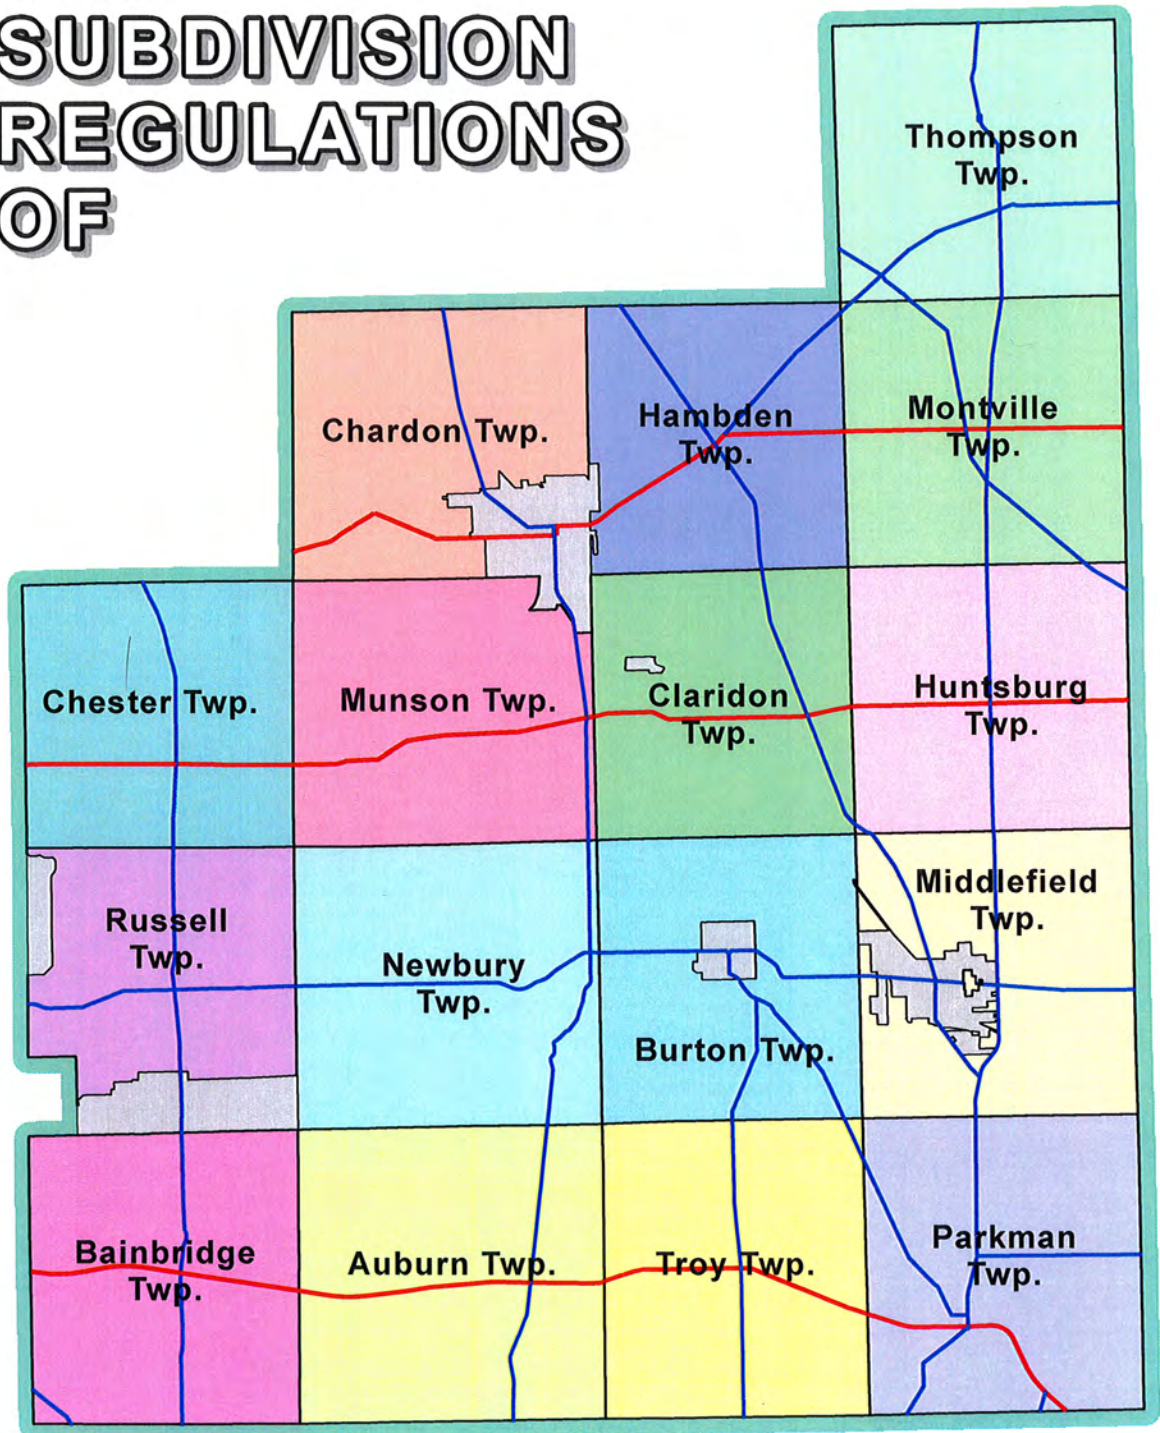 SUBDIVISION
REGULATIONS
OF
Thompson
Twp.
Chardon Twp.
Hambden
Twp.
Montville
Twp.
Chester Twp.
Munson Twp.
Claridon
Twp.
Huntsburg
Twp.
Russell
Twp.
Newbury
Twp.
Burton Twp.
Middlefield
Twp.
Bainbridge
Twp.
Auburn Twp.
Troy Twp.
Parkman
Twp.